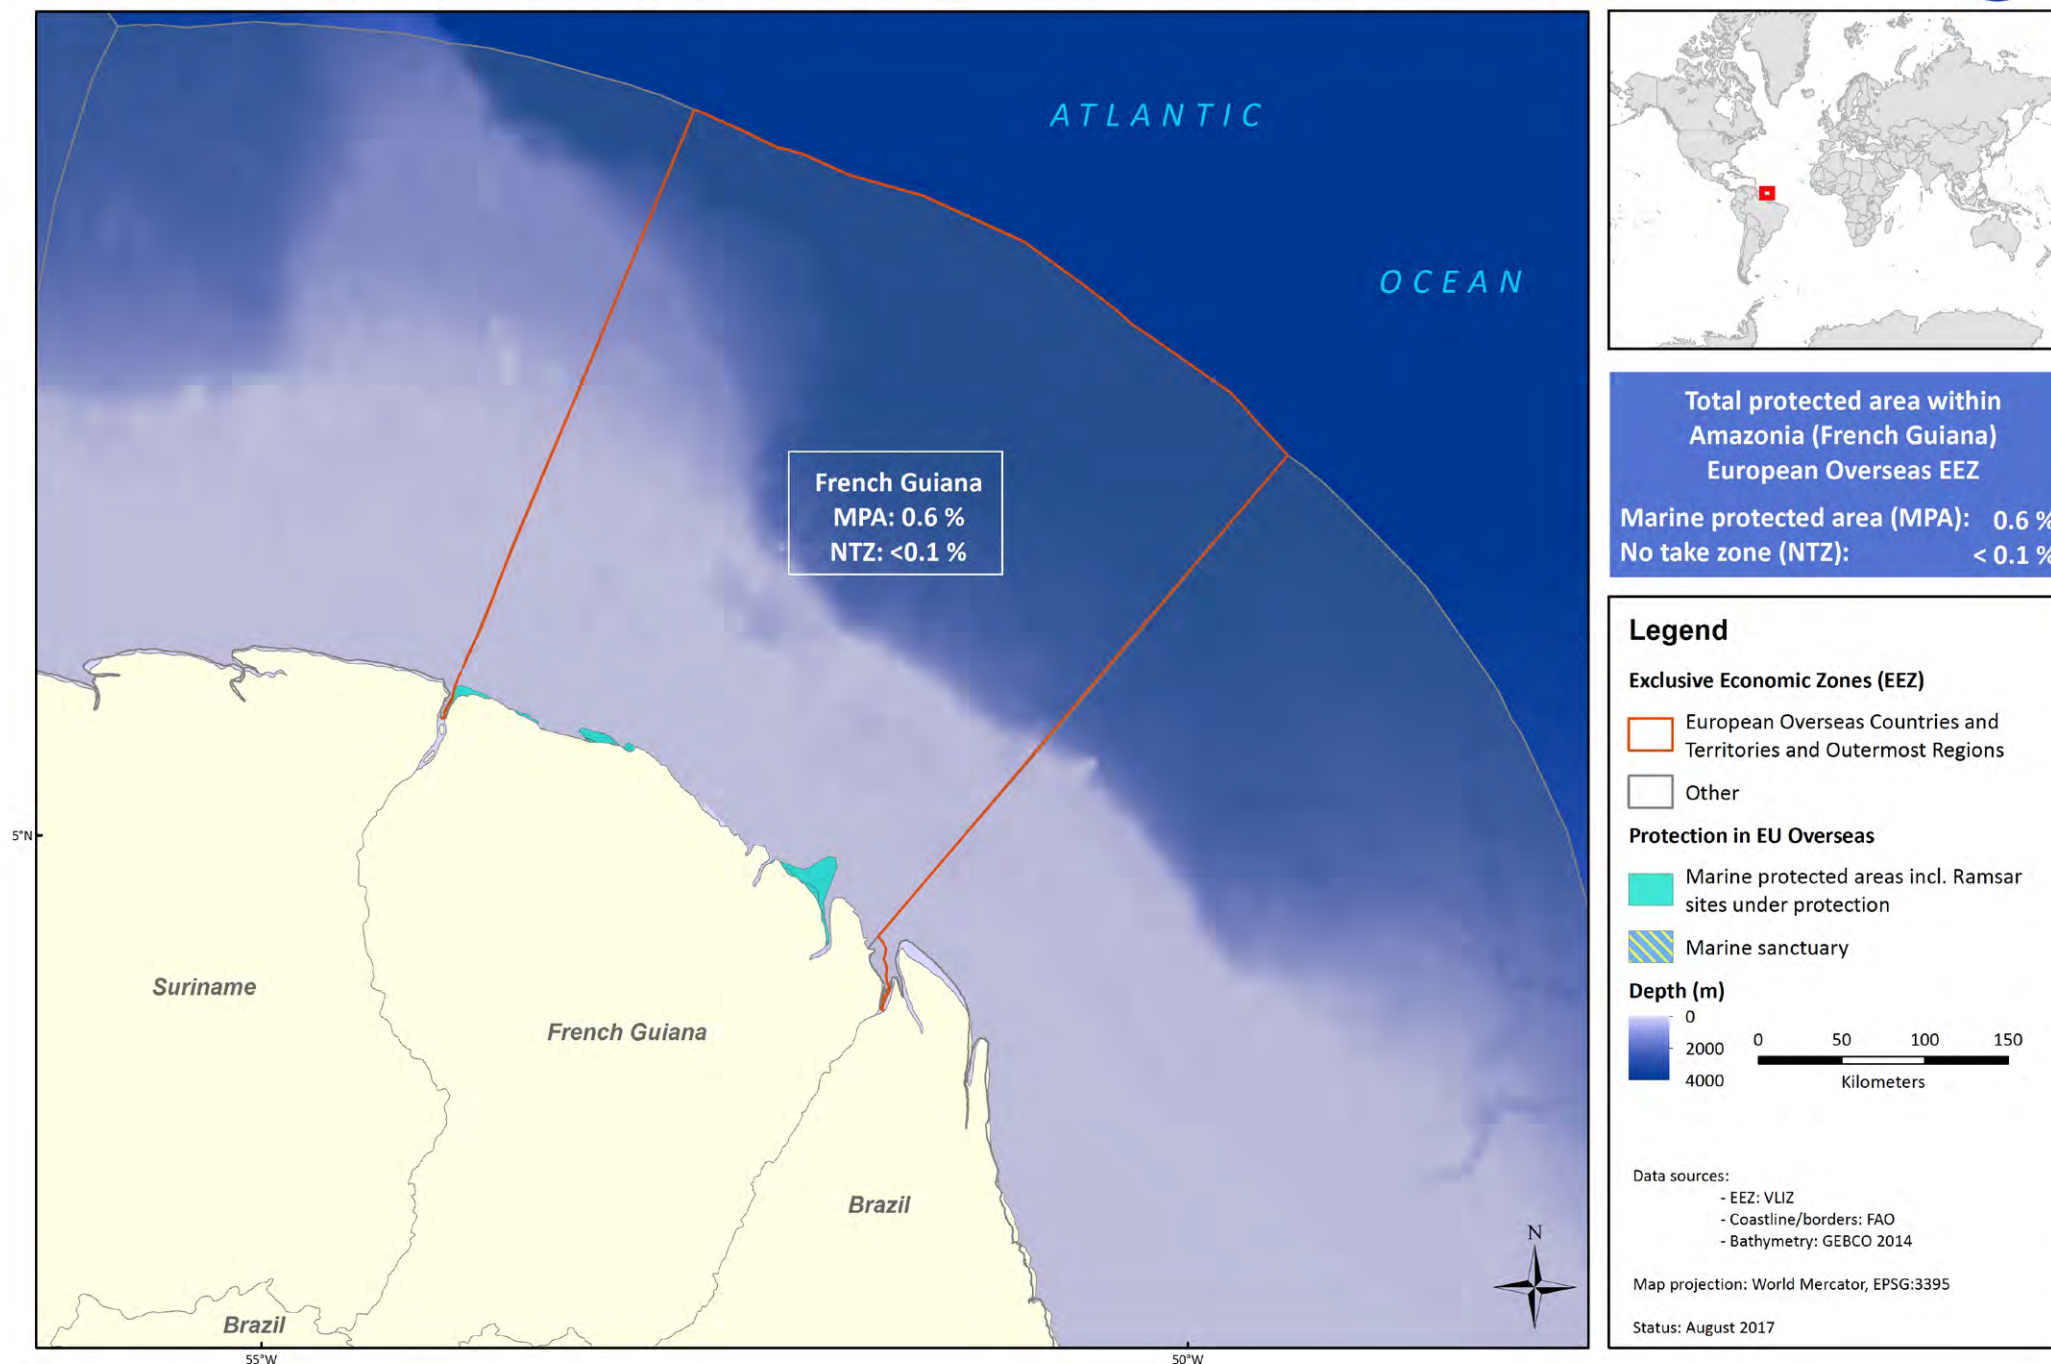 ATLANTIC
OCEAN
French Guiana
MPA: 0.6 %
NTZ: <0.1 %
5°N
Suriname
French Guiana
Brazil
Brazil
N
55°W
50°W
Total protected area within
Amazonia (French Guiana)
European Overseas EEZ
Marine protected area (MPA): 0.6 %
No take zone (NTZ): < 0.1 %
Legend
Exclusive Economic Zones (EEZ)
European Overseas Countries and
Territories and Outermost Regions
Other
Protection in EU Overseas
Marine protected areas incl. Ramsar
sites under protection
Marine sanctuary
Depth (m)
0
2000
4000
0 50 100 150
Kilometers
Data sources:
- EEZ: VLIZ
- Coastline/borders: FAO
- Bathymetry: GEBCO 2014
Map projection: World Mercator, EPSG:3395
Status: August 2017